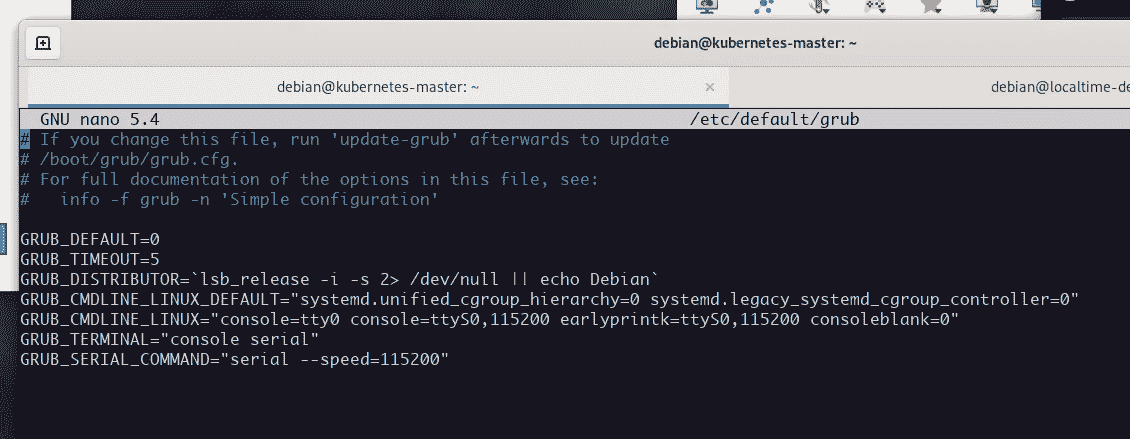 debian@kubernetes-master: ~
debian@kubernetes-master: ~ × debian@localtime-de
GNU nano 5.4 /etc/default/grub
# If you change this file, run 'update-grub' afterwards to update
# /boot/grub/grub.cfg.
# For full documentation of the options in this file, see:
#   info -f grub -n 'Simple configuration'
GRUB_DEFAULT=0
GRUB_TIMEOUT=5
GRUB_DISTRIBUTOR=`lsb_release -i -s 2> /dev/null || echo Debian`
GRUB_CMDLINE_LINUX_DEFAULT="systemd.unified_cgroup_hierarchy=0 systemd.legacy_systemd_cgroup_controller=0"
GRUB_CMDLINE_LINUX="console=tty0 console=ttyS0,115200 earlyprintk=ttyS0,115200 consoleblank=0"
GRUB_TERMINAL="console serial"
GRUB_SERIAL_COMMAND="serial --speed=115200"